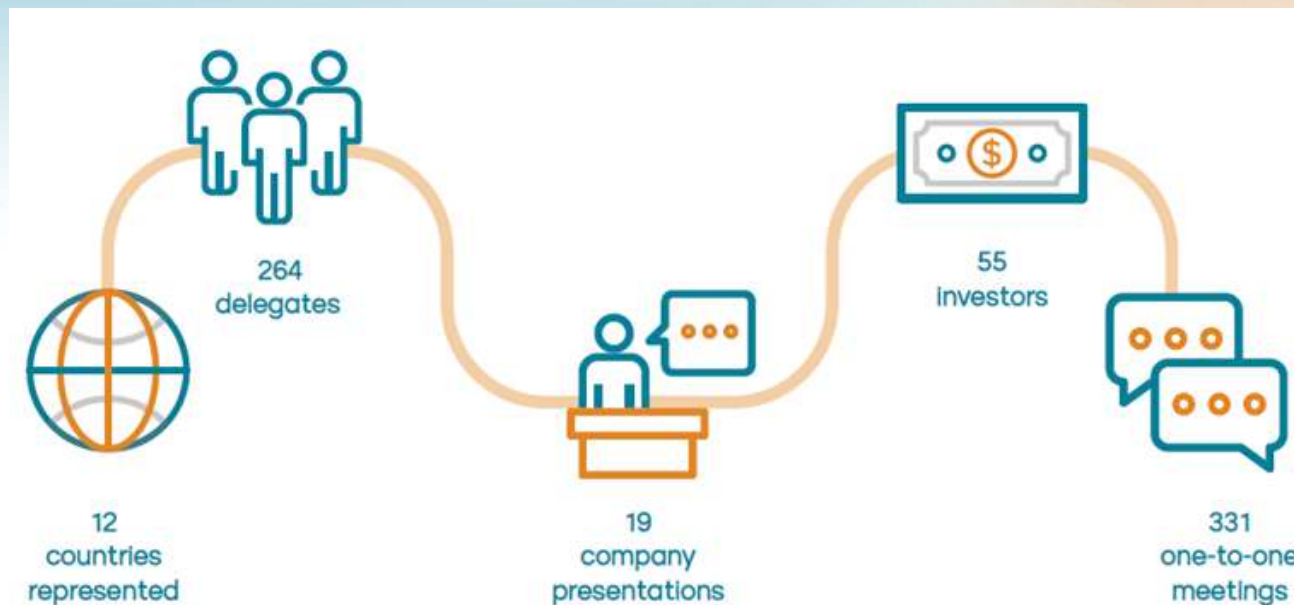 264
delegates
55
investors
12
countries
represented
19
company
presentations
331
one-to-one
meetings
$